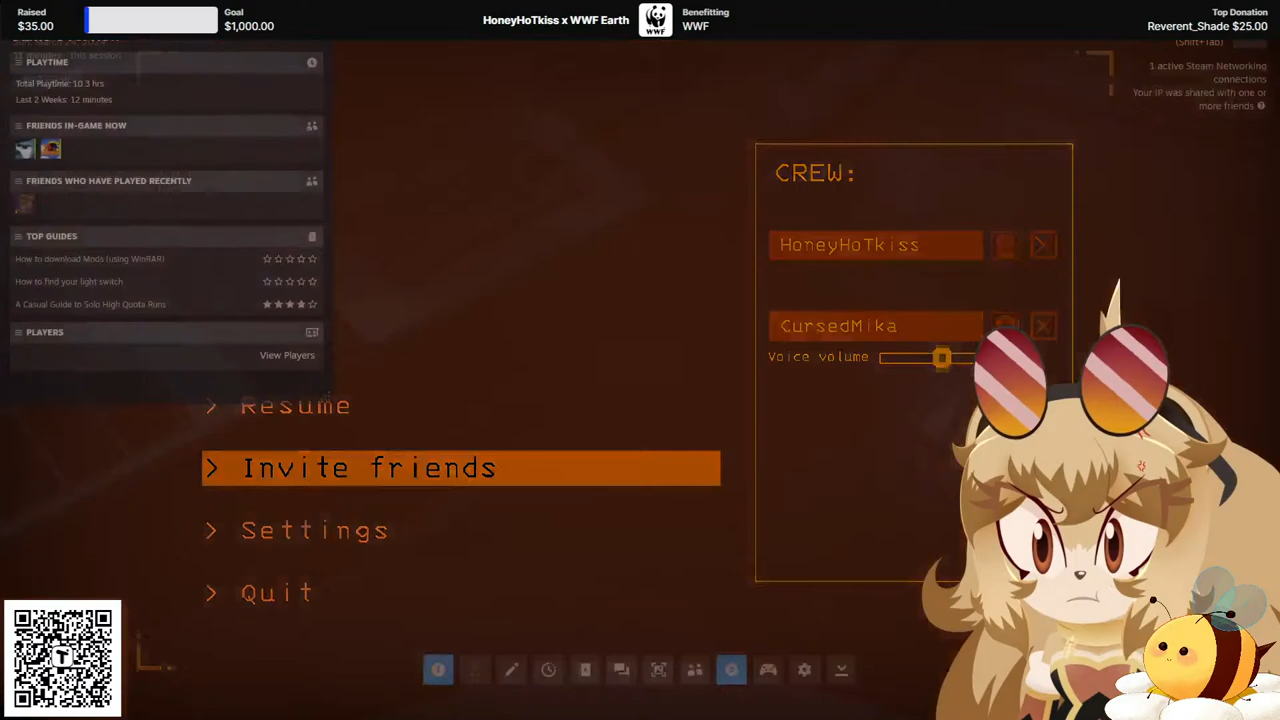 Raised
$35.00
Goal
$1,000.00
HoneyHoTkiss x WWF Earth
WWF
Benefitting
WWF
Top Donation
Reverent_Shade $25.00
(Shift+Tab)
1 active Steam Networking
connections
Your IP was shared with one or
more friends
PLAYTIME
Total Playtime: 10.3 hrs
Last 2 Weeks: 12 minutes
FRIENDS IN-GAME NOW
FRIENDS WHO HAVE PLAYED RECENTLY
TOP GUIDES
How to download Mods (using WinRAR)
How to find your light switch
A Casual Guide to Solo High Quota Runs
PLAYERS
View Players
> Resume
> Invite friends
> Settings
> Quit
CREW:
HoneyHoTkiss
CursedMika
Voice volume